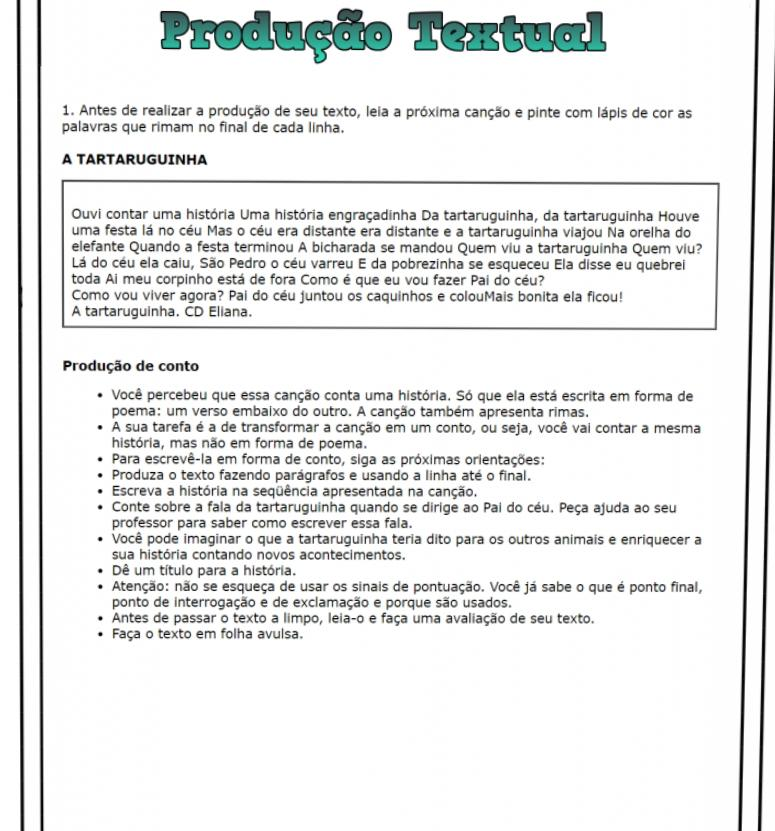 Produção Textual
1. Antes de realizar a produção de seu texto, leia a próxima canção e pinte com lápis de cor as
palavras que rimam no final de cada linha.
A TARTARUGUINHA
Ouvi contar uma história Uma história engraçadinha Da tartaruguinha, da tartaruguinha Houve
uma festa lá no céu Mas o céu era distante era distante e a tartaruguinha viajou Na orelha do
elefante Quando a festa terminou A bicharada se mandou Quem viu a tartaruguinha Quem viu?
Lá do céu ela caiu, São Pedro o céu varreu E da pobrezinha se esqueceu Ela disse eu quebrei
toda Ai meu corpinho está de fora Como é que eu vou fazer Pai do céu?
Como vou viver agora? Pai do céu juntou os caquinhos e colouMais bonita ela ficou!
A tartaruguinha. CD Eliana.
Produção de conto
• Você percebeu que essa canção conta uma história. Só que ela está escrita em forma de
poema: um verso embaixo do outro. A canção também apresenta rimas.
• A sua tarefa é a de transformar a canção em um conto, ou seja, você vai contar a mesma
história, mas não em forma de poema.
• Para escrevê-la em forma de conto, siga as próximas orientações:
• Produza o texto fazendo parágrafos e usando a linha até o final.
• Escreva a história na seqüência apresentada na canção.
• Conte sobre a fala da tartaruguinha quando se dirige ao Pai do céu. Peça ajuda ao seu
professor para saber como escrever essa fala.
• Você pode imaginar o que a tartaruguinha teria dito para os outros animais e enriquecer a
sua história contando novos acontecimentos.
• Dê um título para a história.
• Atenção: não se esqueça de usar os sinais de pontuação. Você já sabe o que é ponto final,
ponto de interrogação e de exclamação e porque são usados.
• Antes de passar o texto a limpo, leia-o e faça uma avaliação de seu texto.
• Faça o texto em folha avulsa.